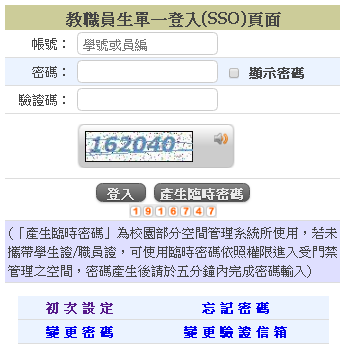 教職員生單一登入(SSO)頁面
帳號： 學號或員編
密碼： 顯示密碼
驗證碼：
162040
登入 產生臨時密碼
1916747
(「產生臨時密碼」為校園部分空間管理系統所使用，若未
攜帶學生證/職員證，可使用臨時密碼依照權限進入受門禁
管理之空間，密碼產生後請於五分鐘內完成密碼輸入)
初次設定 忘記密碼
變更密碼 變更驗證信箱